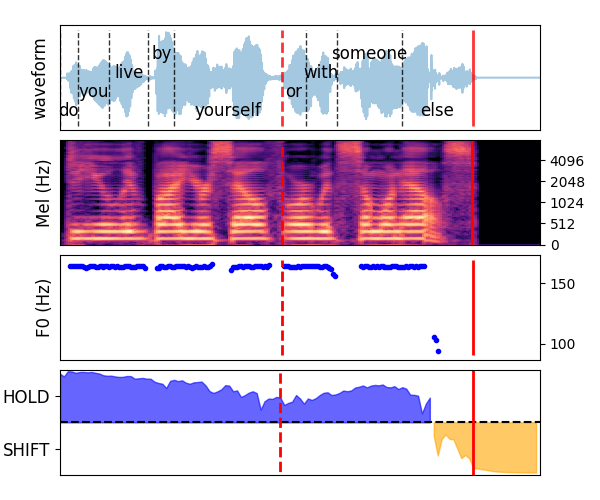 waveform
do
you
live
by
yourself
or
with
someone
else
Mel (Hz)
4096
2048
1024
512
0
F0 (Hz)
150
100
HOLD
SHIFT